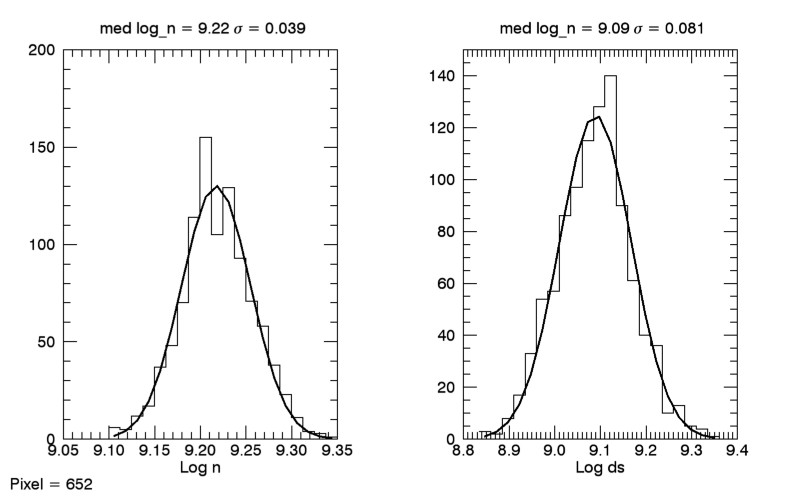 med log_n = 9.22 σ = 0.039
200
150
100
50
0
9.05 9.10 9.15 9.20 9.25 9.30 9.35
Log n
med log_n = 9.09 σ = 0.081
140
120
100
80
60
40
20
0
8.8 8.9 9.0 9.1 9.2 9.3 9.4
Log ds
Pixel = 652